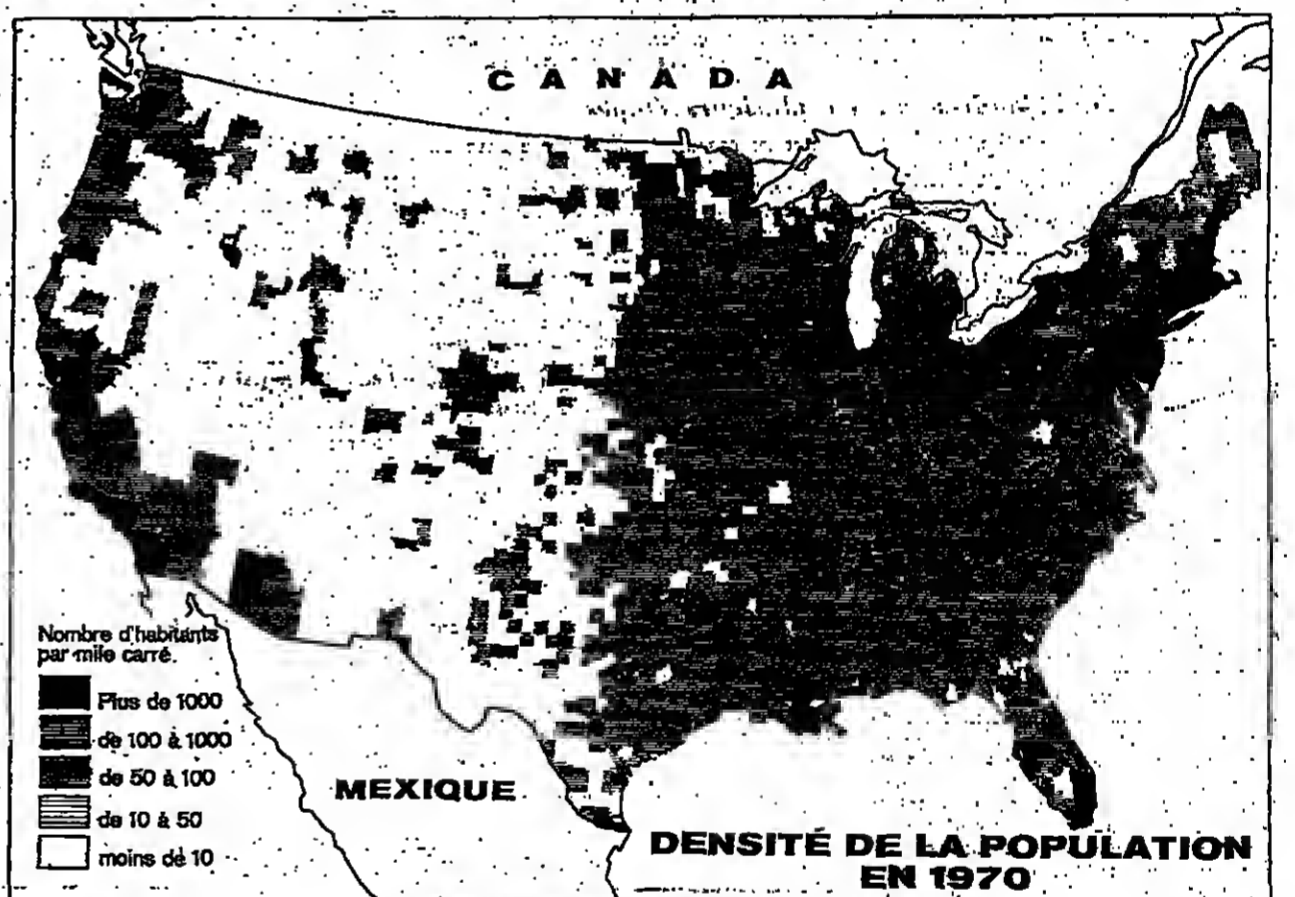 CANADA
Nombre d'habitants
par mile carré.
Plus de 1000
de 100 à 1000
de 50 à 100
de 10 à 50
moins de 10
MEXIQUE
DENSITÉ DE LA POPULATION
EN 1970